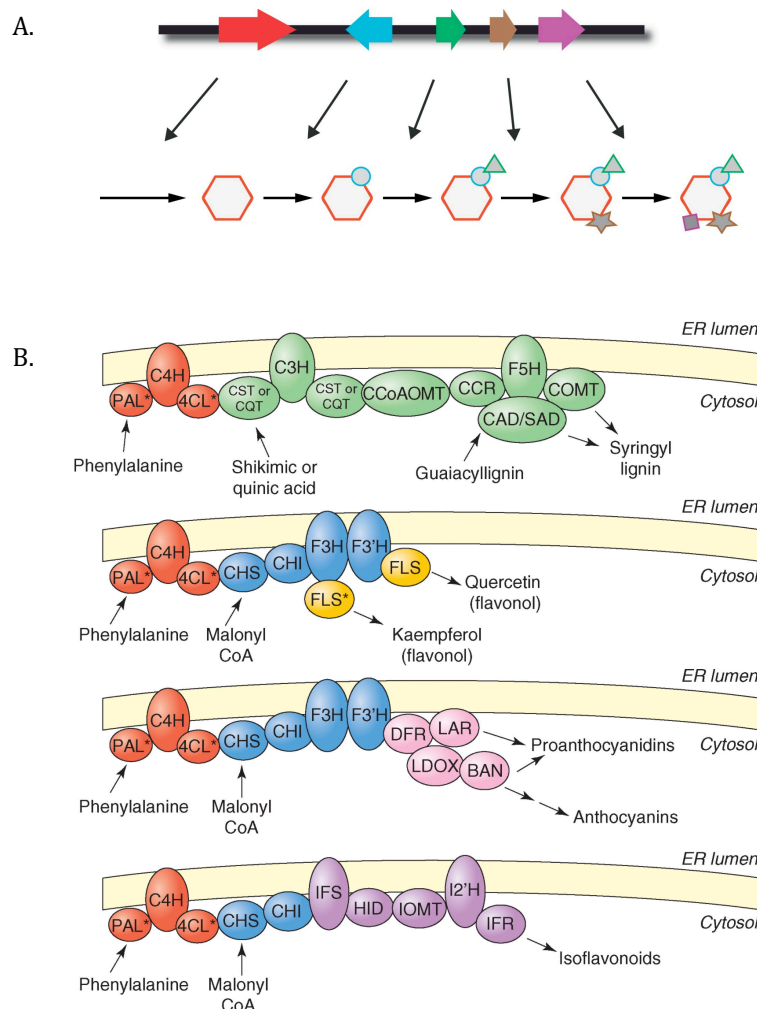 A.
B.
ER lumen
C4H
C3H
F5H
PAL*
4CL*
CST or
CQT
CST or
CQT
CCoAOMT
CCR
COMT
CAD/SAD
Cytosol
Phenylalanine
Shikimic or
quinic acid
Guaiacyllignin
Syringyl
lignin
ER lumen
C4H
F3H
F3'H
PAL*
4CL*
CHS
CHI
FLS
FLS*
Cytosol
Quercetin
(flavonol)
Phenylalanine
Malonyl
CoA
Kaempferol
(flavonol)
ER lumen
C4H
F3H
F3'H
PAL*
4CL*
CHS
CHI
DFR
LAR
LDOX
BAN
Proanthocyanidins
Cytosol
Phenylalanine
Malonyl
CoA
Anthocyanins
ER lumen
C4H
IFS
I2'H
PAL*
4CL*
CHS
CHI
HID
IOMT
IFR
Cytosol
Isoflavonoids
Phenylalanine
Malonyl
CoA